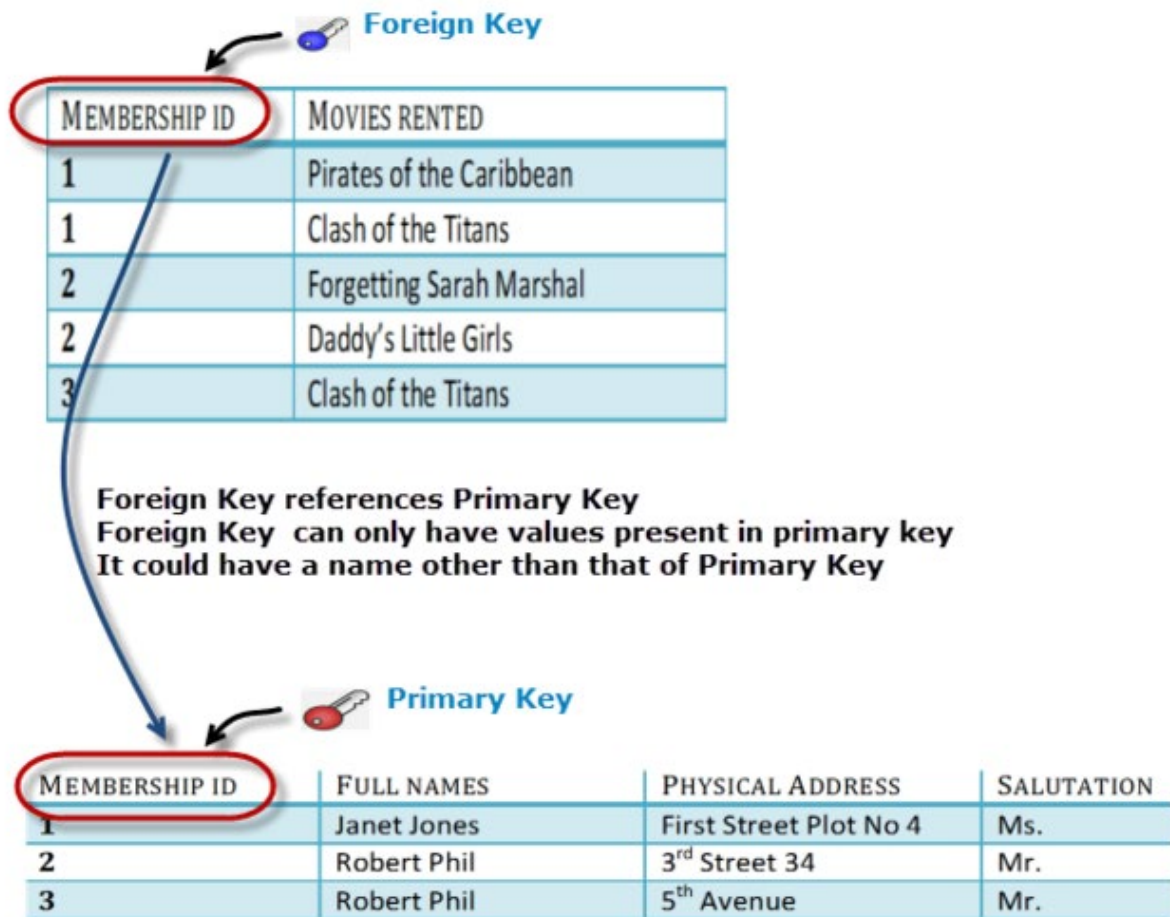 Foreign Key
MEMBERSHIP ID MOVIES RENTED
1 Pirates of the Caribbean
1 Clash of the Titans
2 Forgetting Sarah Marshal
2 Daddy's Little Girls
3 Clash of the Titans
Foreign Key references Primary Key
Foreign Key can only have values present in primary key
It could have a name other than that of Primary Key
Primary Key
MEMBERSHIP ID FULL NAMES PHYSICAL ADDRESS SALUTATION
1 Janet Jones First Street Plot No 4 Ms.
2 Robert Phil 3rd Street 34 Mr.
3 Robert Phil 5th Avenue Mr.